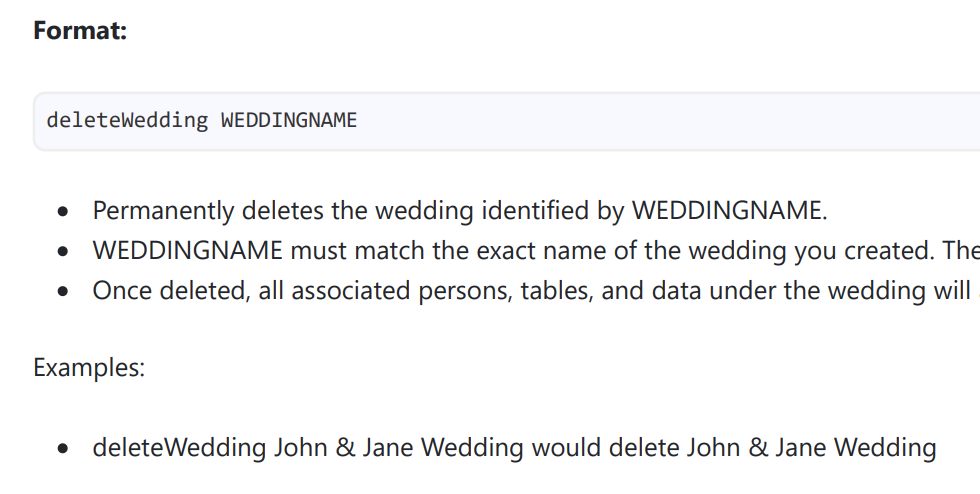 Format:
deleteWedding WEDDINGNAME
• Permanently deletes the wedding identified by WEDDINGNAME.
• WEDDINGNAME must match the exact name of the wedding you created. The
• Once deleted, all associated persons, tables, and data under the wedding will
Examples:
• deleteWedding John & Jane Wedding would delete John & Jane Wedding